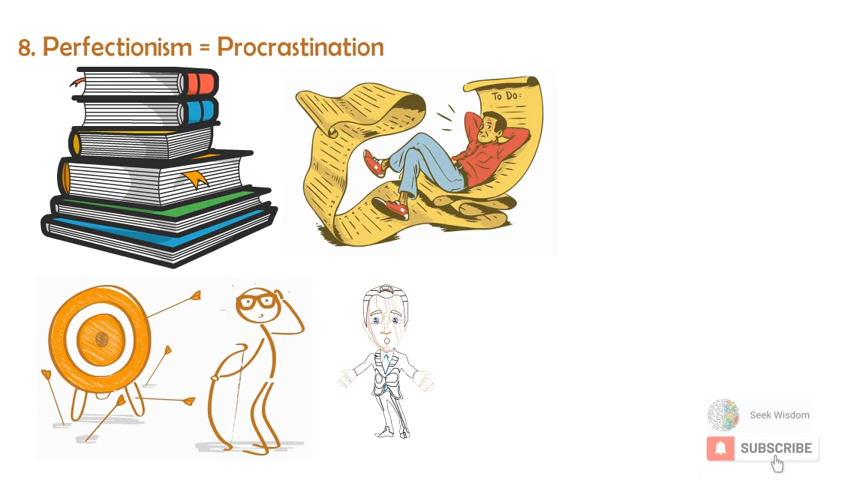 8. Perfectionism = Procrastination
To Do:
Seek Wisdom
SUBSCRIBE